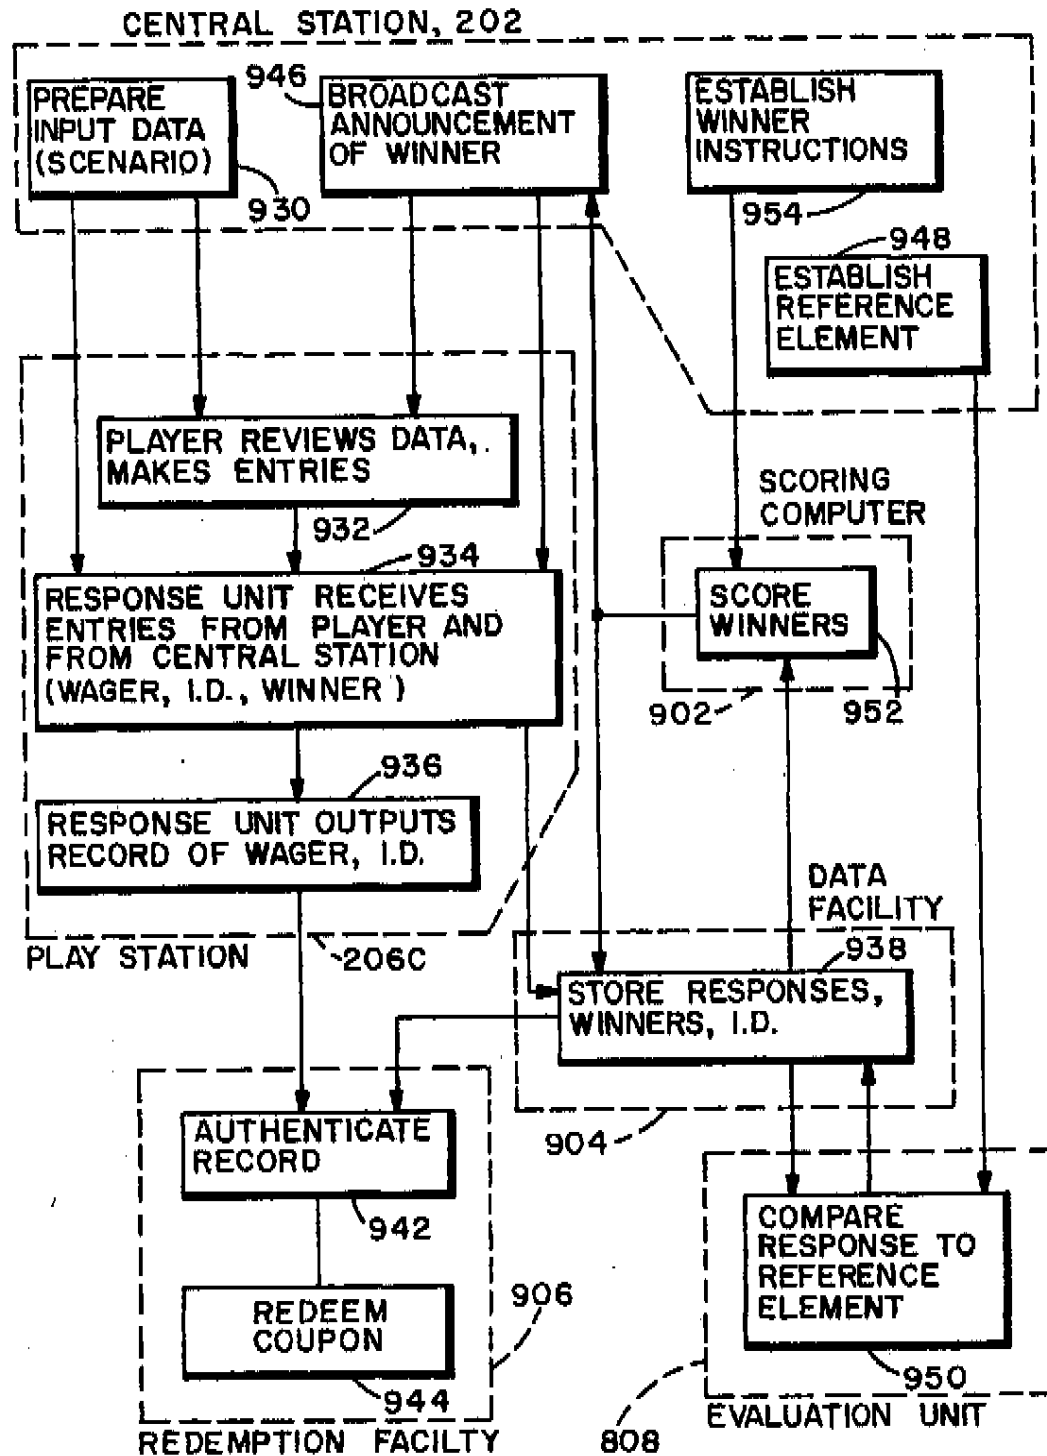 CENTRAL STATION, 202
PREPARE
INPUT DATA
(SCENARIO)
930
946
BROADCAST
ANNOUNCEMENT
OF WINNER
ESTABLISH
WINNER
INSTRUCTIONS
954
948
ESTABLISH
REFERENCE
ELEMENT
PLAYER REVIEWS DATA,
MAKES ENTRIES
932
934
RESPONSE UNIT RECEIVES
ENTRIES FROM PLAYER AND
FROM CENTRAL STATION
(WAGER, I.D., WINNER)
SCORING
COMPUTER
SCORE
WINNERS
902
952
936
RESPONSE UNIT OUTPUTS
RECORD OF WAGER, I.D.
PLAY STATION
206C
DATA
FACILITY
938
STORE RESPONSES,
WINNERS, I.D.
904
AUTHENTICATE
RECORD
942
REDEEM
COUPON
944
906
REDEMPTION FACILTY
COMPARE
RESPONSE TO
REFERENCE
ELEMENT
950
808
EVALUATION UNIT